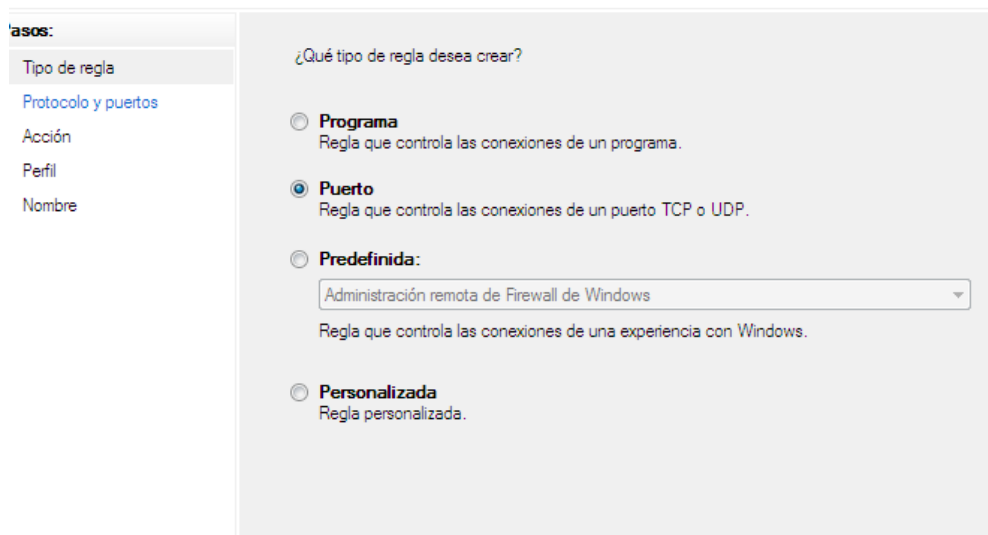 Pasos:
Tipo de regla
Protocolo y puertos
Acción
Perfil
Nombre
¿Qué tipo de regla desea crear?
Programa
Regla que controla las conexiones de un programa.
Puerto
Regla que controla las conexiones de un puerto TCP o UDP.
Predefinida:
Administración remota de Firewall de Windows
Regla que controla las conexiones de una experiencia con Windows.
Personalizada
Regla personalizada.